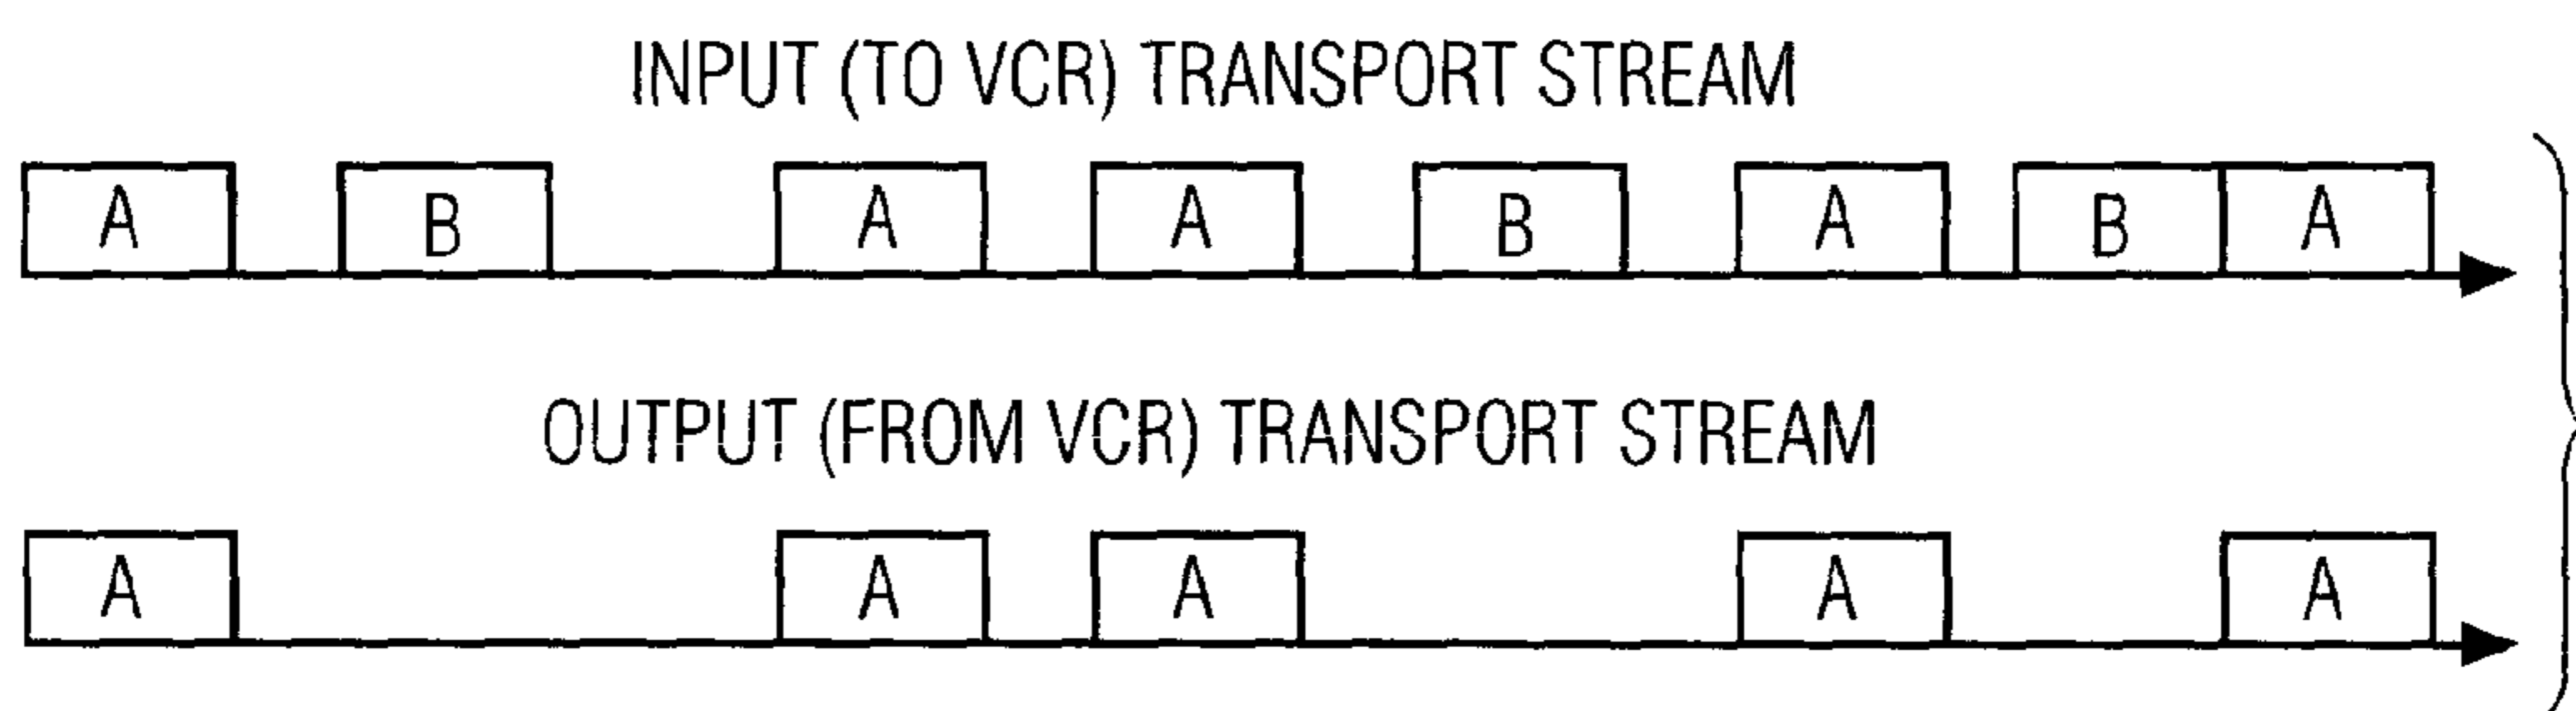 INPUT (TO VCR) TRANSPORT STREAM
A B A A B A B A
OUTPUT (FROM VCR) TRANSPORT STREAM
A A A A A